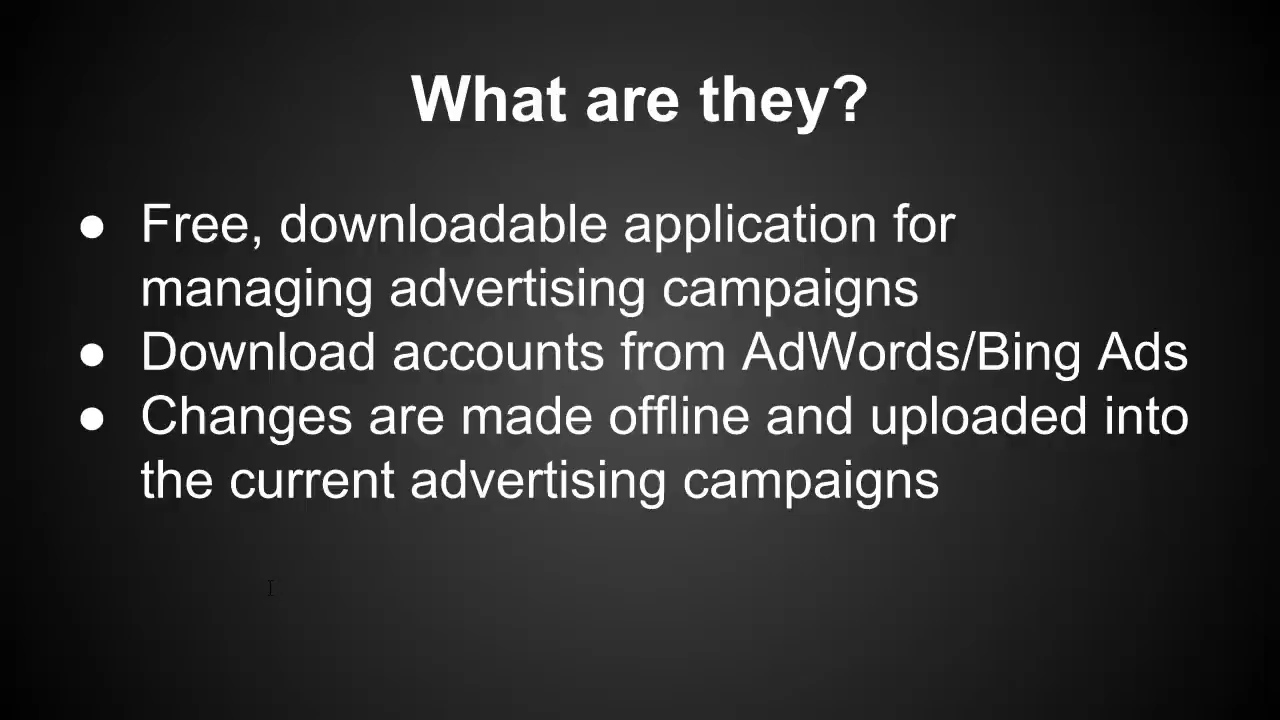 What are they?
● Free, downloadable application for
managing advertising campaigns
● Download accounts from AdWords/Bing Ads
● Changes are made offline and uploaded into
the current advertising campaigns